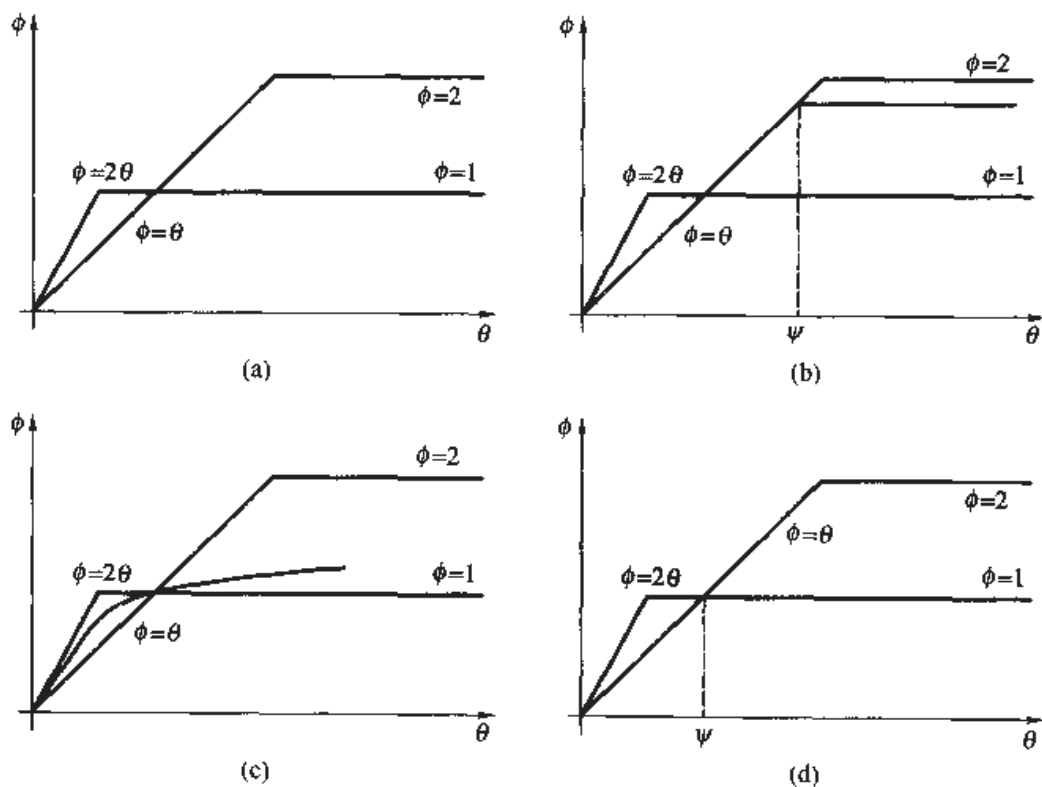 ϕ
ϕ=2
ϕ=2θ
ϕ=1
ϕ=θ
θ
(a)
ϕ
ϕ=2
ϕ=2θ
ϕ=1
ϕ=θ
ψ
θ
(b)
ϕ
ϕ=2
ϕ=2θ
ϕ=1
ϕ=θ
θ
(c)
ϕ
ϕ=2
ϕ=θ
ϕ=2θ
ϕ=1
ψ
θ
(d)